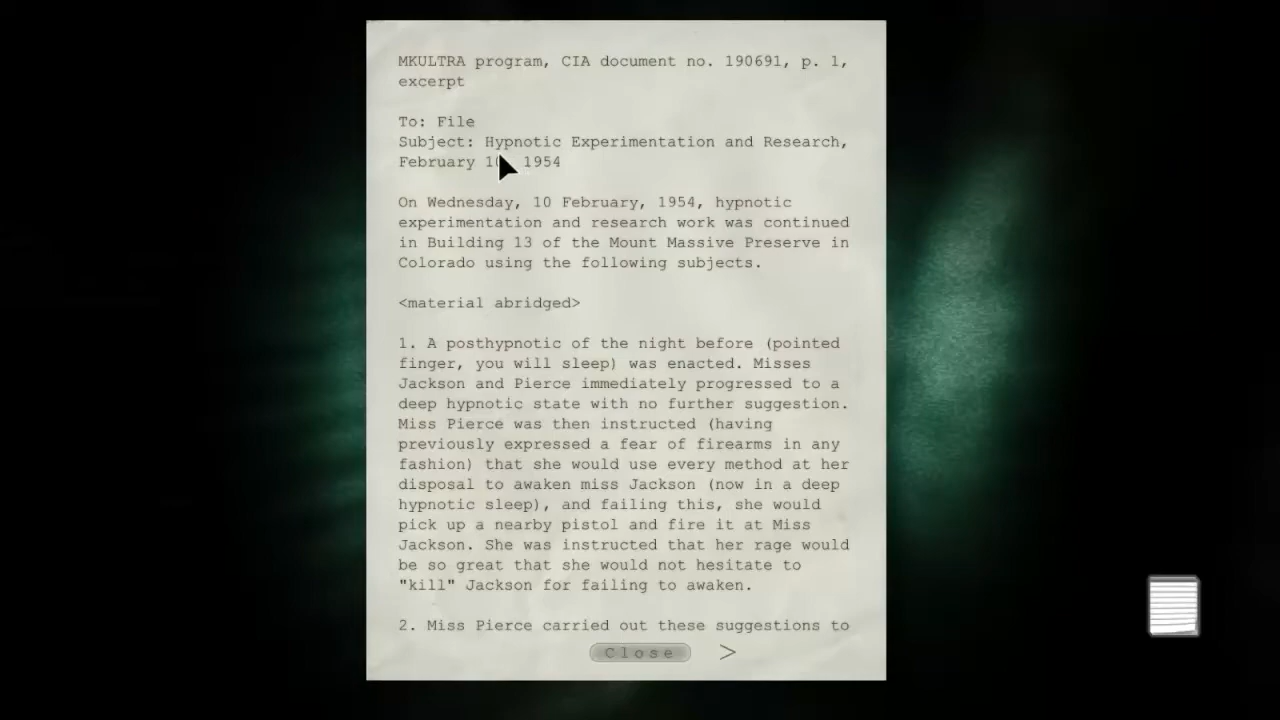 MKULTRA program, CIA document no. 190691, p. 1,
excerpt
To: File
Subject: Hypnotic Experimentation and Research,
February 10, 1954
On Wednesday, 10 February, 1954, hypnotic
experimentation and research work was continued
in Building 13 of the Mount Massive Preserve in
Colorado using the following subjects.
<material abridged>
1. A posthypnotic of the night before (pointed
finger, you will sleep) was enacted. Misses
Jackson and Pierce immediately progressed to a
deep hypnotic state with no further suggestion.
Miss Pierce was then instructed (having
previously expressed a fear of firearms in any
fashion) that she would use every method at her
disposal to awaken miss Jackson (now in a deep
hypnotic sleep), and failing this, she would
pick up a nearby pistol and fire it at Miss
Jackson. She was instructed that her rage would
be so great that she would not hesitate to
"kill" Jackson for failing to awaken.
2. Miss Pierce carried out these suggestions to
Close >